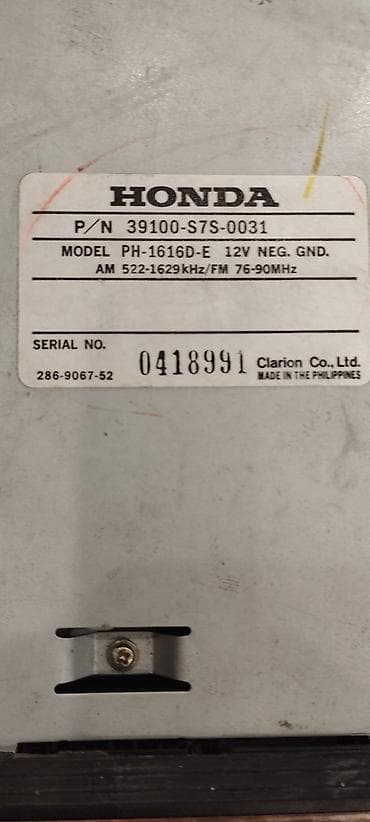 HONDA
P/N 39100-S7S-0031
MODEL PH-1616D-E 12V NEG. GND.
AM 522-1629kHz/FM 76-90MHz
SERIAL NO.
0418991 Clarion Co., Ltd.
286-9067-52 MADE IN THE PHILIPPINES